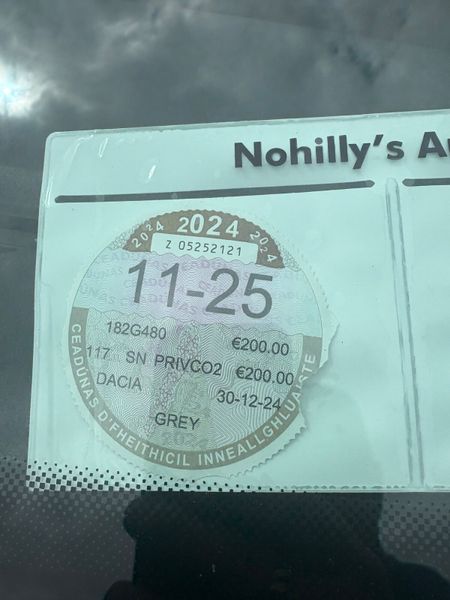 Nohilly's A
2024 2024 2024
Z 05252121
11-25
182G480 €200.00
117 SN PRIVCO2 €200.00
DACIA 30-12-24
GREY
CEADÚNAS D'FHEITHICIL INNEALLGHLUAISTE